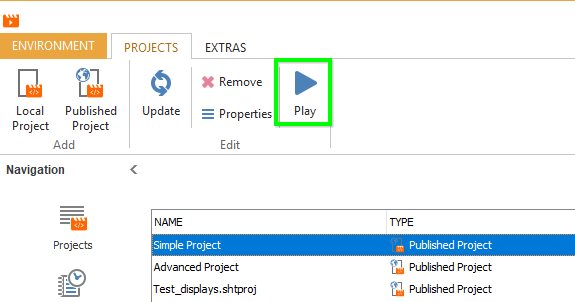 ENVIRONMENT PROJECTS EXTRAS
Local Project
Published Project
Update
Remove
Properties
Play
Add
Edit
Navigation
Projects
NAME TYPE
Simple Project Published Project
Advanced Project Published Project
Test_displays.shtproj Published Project